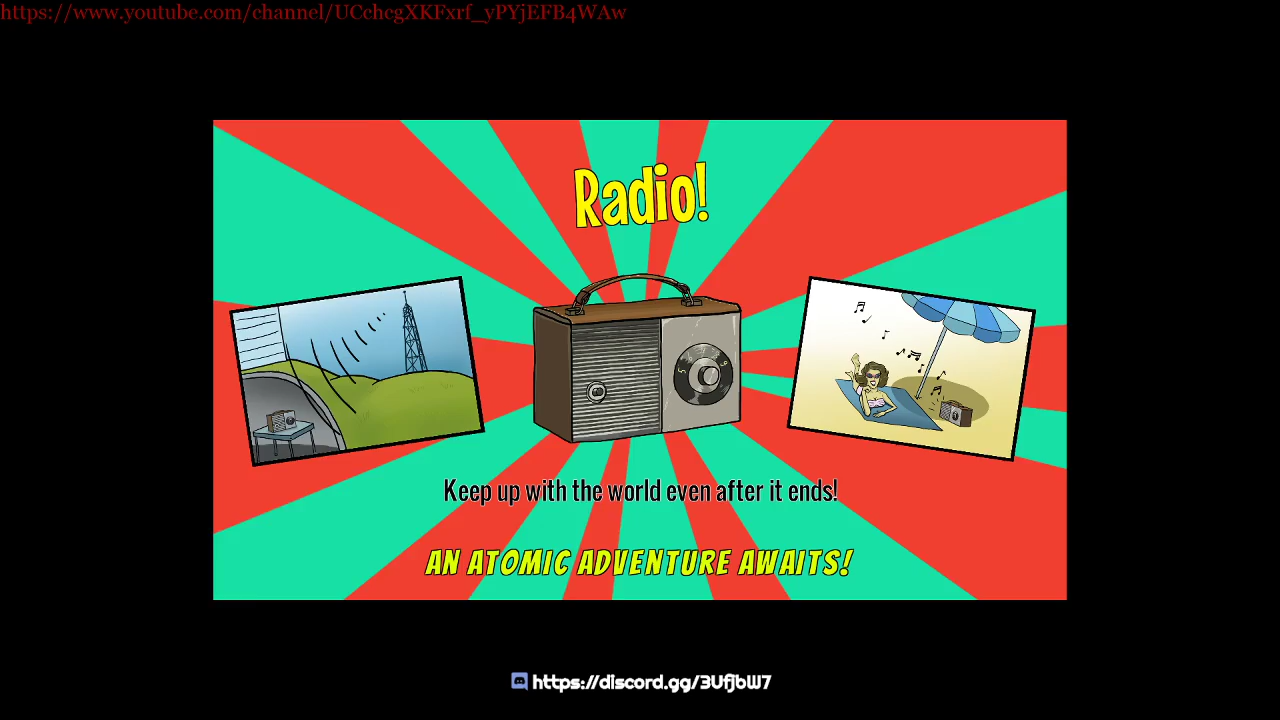 https://www.youtube.com/channel/UCchcgXKFxrf_yPYjEFB4WAw
Radio!
Keep up with the world even after it ends!
AN ATOMIC ADVENTURE AWAITS!
https://discord.gg/3UfjbW7